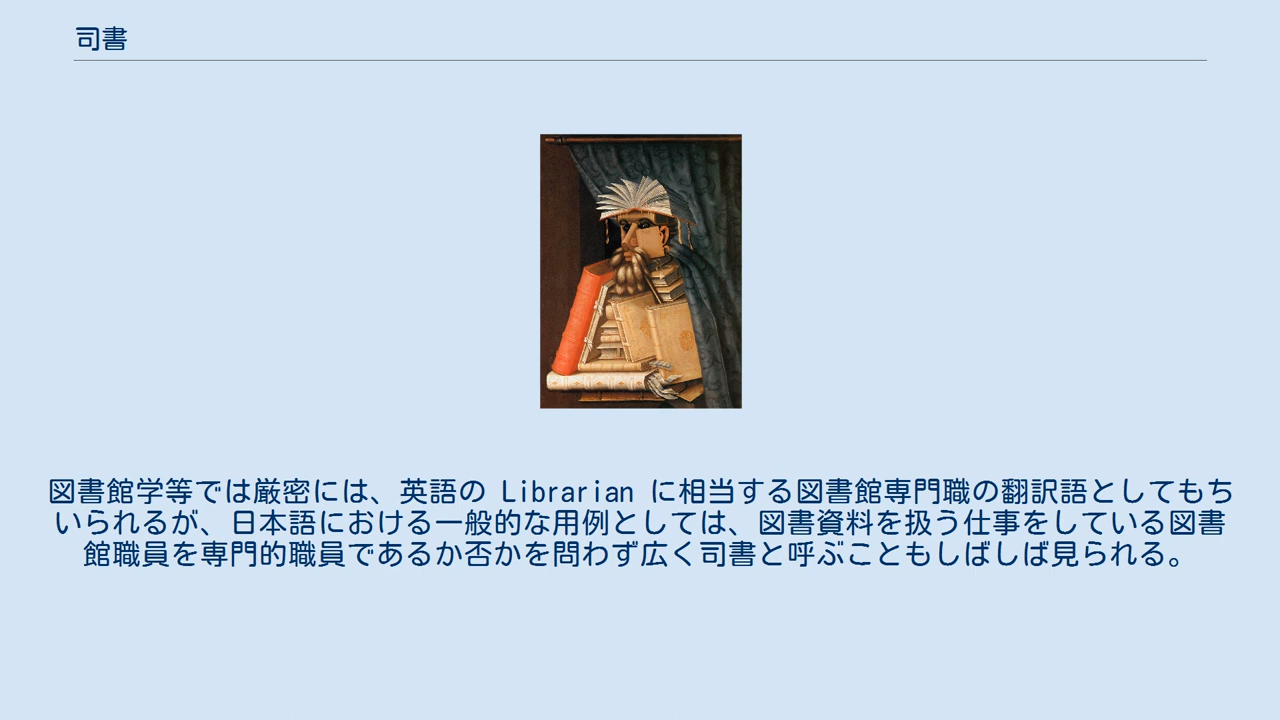 司書
図書館学等では厳密には、英語の Librarian に相当する図書館専門職の翻訳語としてもち
いられるが、日本語における一般的な用例としては、図書資料を扱う仕事をしている図書
館職員を専門的職員であるか否かを問わず広く司書と呼ぶこともしばしば見られる。